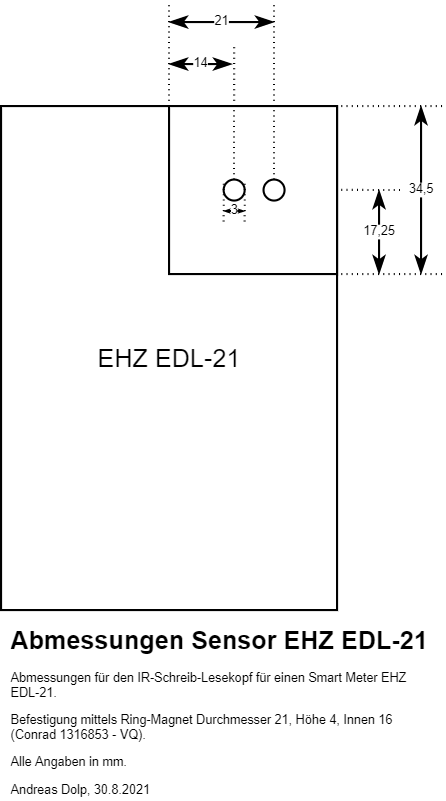 21
14
34,5
3
17,25
EHZ EDL-21
Abmessungen Sensor EHZ EDL-21
Abmessungen für den IR-Schreib-Lesekopf für einen Smart Meter EHZ
EDL-21.
Befestigung mittels Ring-Magnet Durchmesser 21, Höhe 4, Innen 16
(Conrad 1316853 - VQ).
Alle Angaben in mm.
Andreas Dolp, 30.8.2021